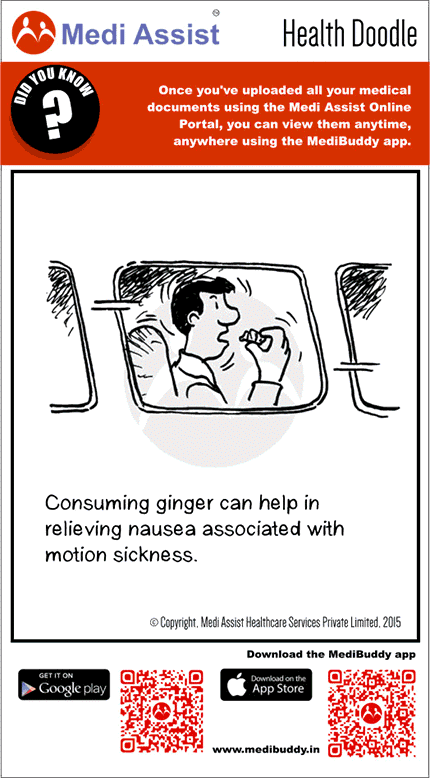 Medi Assist
Health Doodle
DID YOU KNOW
?
Once you've uploaded all your medical
documents using the Medi Assist Online
Portal, you can view them anytime,
anywhere using the MediBuddy app.
Consuming ginger can help in
relieving nausea associated with
motion sickness.
© Copyright, Medi Assist Healthcare Services Private Limited, 2015
Download the MediBuddy app
GET IT ON
Google play
Download on the
App Store
www.medibuddy.in